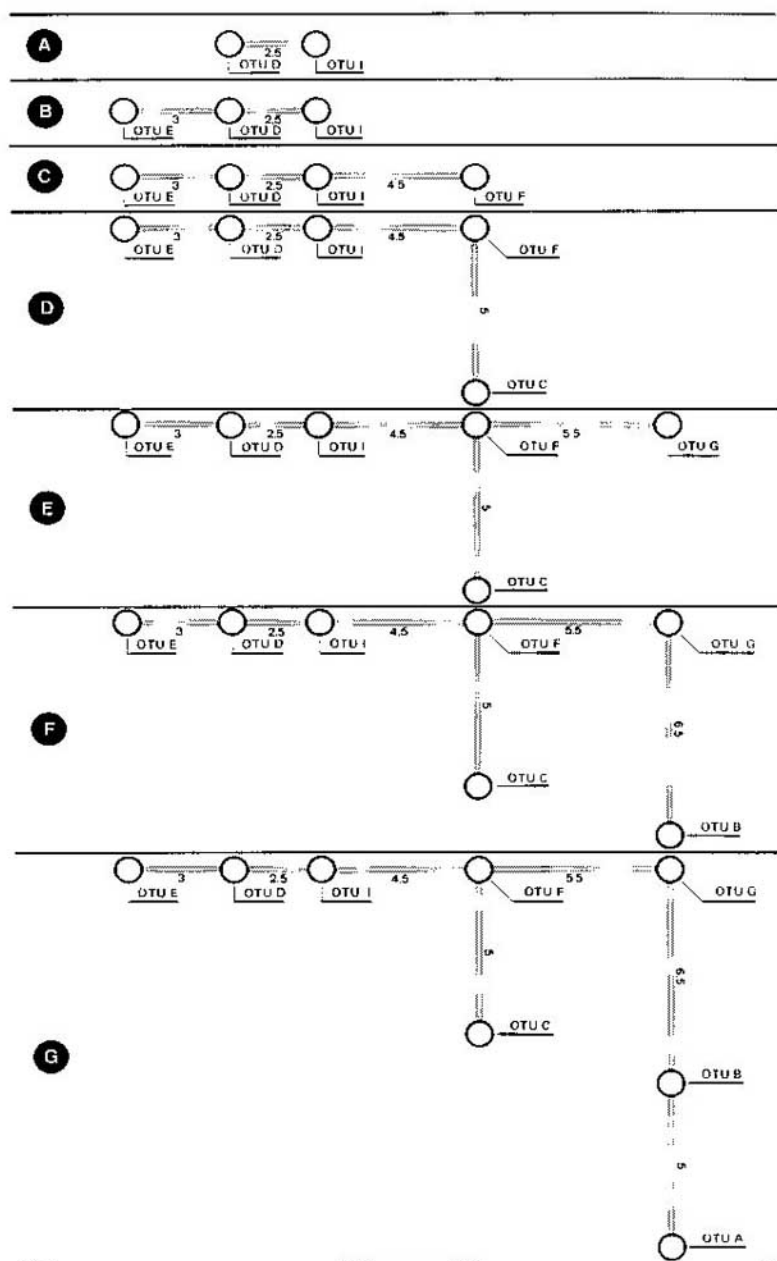 A
2.5
OTU D OTU I
B
3 2.5
OTU E OTU D OTU I
C
3 2.5 4.5
OTU E OTU D OTU I OTU F
3 2.5 4.5
OTU E OTU D OTU I OTU F
D
5
OTU C
3 2.5 4.5 5.5
OTU E OTU D OTU I OTU F OTU G
E
5
OTU C
3 2.5 4.5 5.5
OTU E OTU D OTU I OTU F OTU G
5
F
6.5
OTU C
OTU B
3 2.5 4.5 5.5
OTU E OTU D OTU I OTU F OTU G
5
6.5
OTU C
G
OTU B
5
OTU A